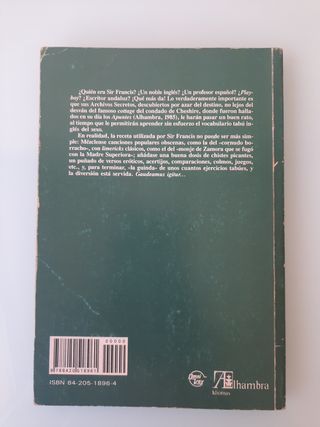 ¿Quién era Sir Francis? ¿Un noble inglés? ¿Un profesor español? ¿Play-
boy? ¿Escritor andaluz? ¡Qué más da! Lo verdaderamente importante es
que sus Archivos Secretos, descubiertos por azar del destino, no lejos del
desván del famoso cottage del condado de Cheshire, donde fueron halla-
dos en su día los Apuntes (Alhambra, 1985), le harán pasar un buen rato,
al tiempo que le permitirán aprender sin esfuerzo el vocabulario tabú in-
glés del sexo.
En realidad, la receta utilizada por Sir Francis no puede ser más sim-
ple: Mézclense canciones populares obscenas, como la del «cornudo bo-
rracho», con limericks clásicos, como el del «monje de Zamora que se fugó
con la Madre Superiora»; añádase una buena dosis de chistes picantes,
un puñado de versos eróticos, acertijos, comparaciones, colmos, juegos,
etc., y, para terminar, «la guinda» de unos cuantos ejercicios tabúes, y
la diversión está servida. Gaudeamus igitur...
00000
9788420518961
ISBN 84-205-1896-4
Alhambra
Idiomas